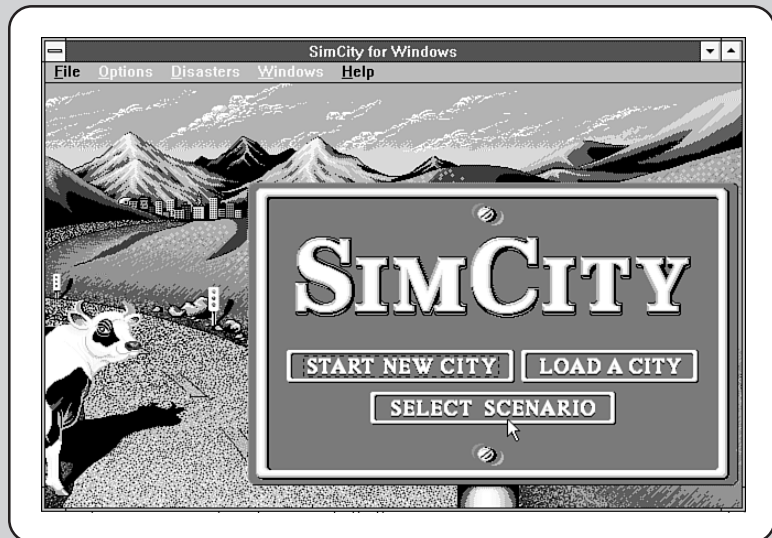 SimCity for Windows
File Options Disasters Windows Help
SIMCITY
START NEW CITY LOAD A CITY
SELECT SCENARIO